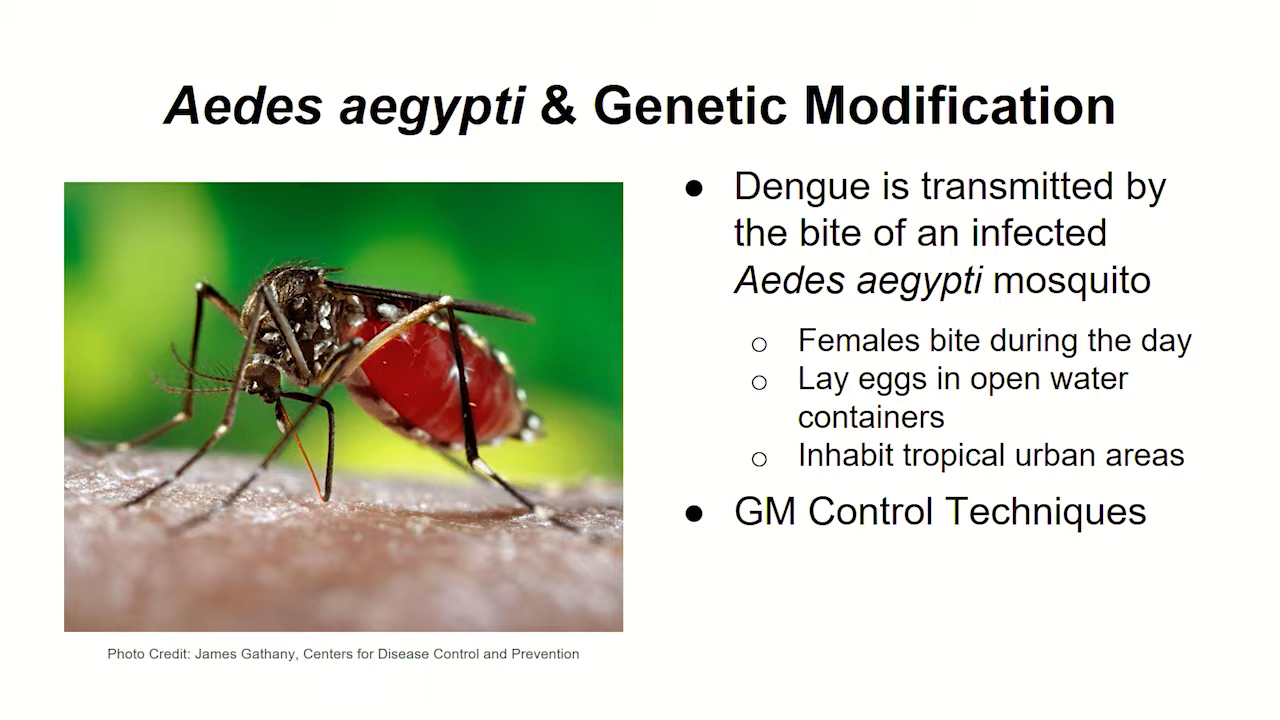 Aedes aegypti & Genetic Modification
● Dengue is transmitted by
the bite of an infected
Aedes aegypti mosquito
○ Females bite during the day
○ Lay eggs in open water
containers
○ Inhabit tropical urban areas
● GM Control Techniques
Photo Credit: James Gathany, Centers for Disease Control and Prevention